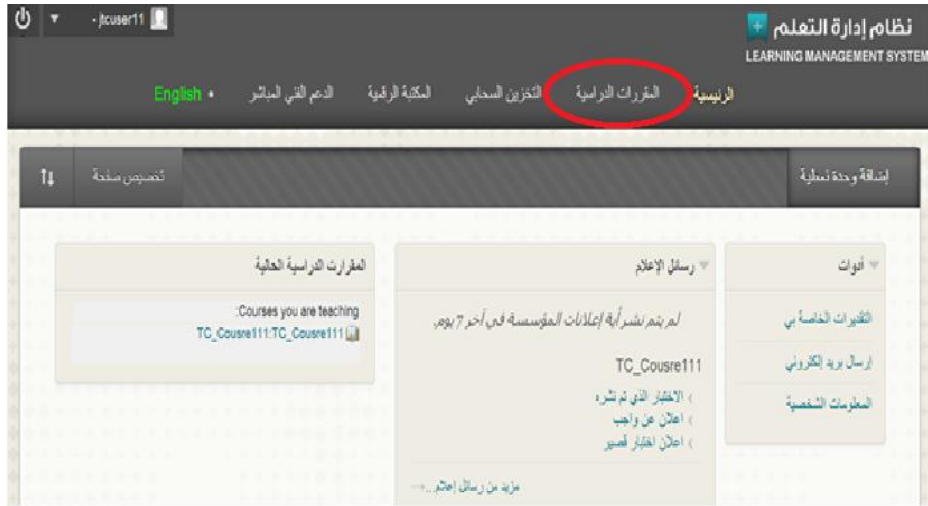 jtcuser11 -
نظام إدارة التعلم
LEARNING MANAGEMENT SYSTEM
الرئيسية المقررات الدراسية التخزين السحابي المكتبة الرقمية الدعم الفني المباشر • English
إضافة وحدة نمطية تخصيص صفحة
أدوات
التقديرات الخاصة بي
إرسال بريد إلكتروني
المعلومات الشخصية
رسائل الإعلام
لم يتم نشر أية إعلانات المؤسسة في آخر 7 يوم.
TC_Cousre111
الاختبار الذي تم نشره
اعلان عن واجب
اعلان اختبار قصير
مزيد من رسائل إعلام...
المقررات الدراسية الحالية
Courses you are teaching:
TC_Cousre111:TC_Cousre111